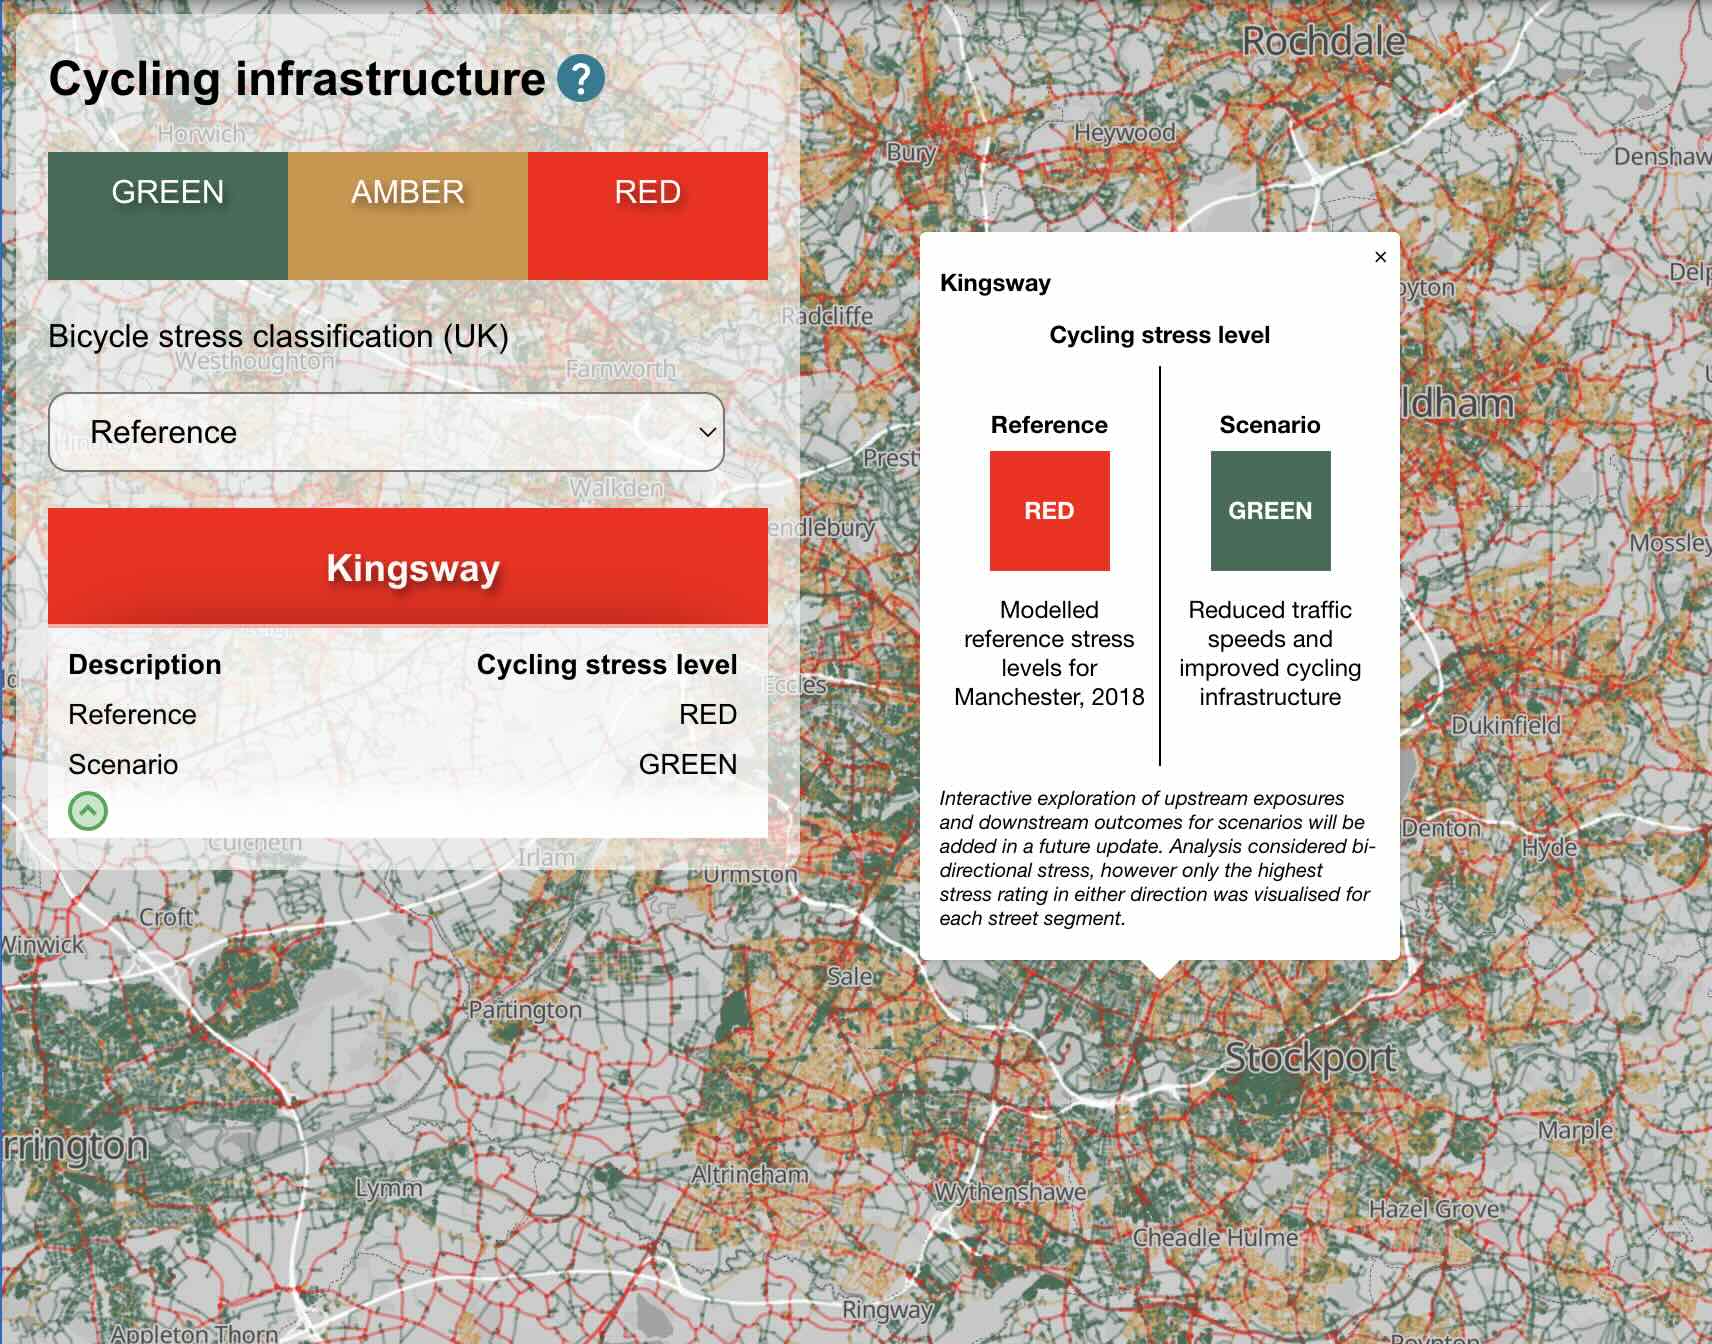 Cycling infrastructure ?
GREEN AMBER RED
Bicycle stress classification (UK)
Reference
Kingsway
Description Cycling stress level
Reference RED
Scenario GREEN
×
Kingsway
Cycling stress level
Reference Scenario
RED GREEN
Modelled
reference stress
levels for
Manchester, 2018
Reduced traffic
speeds and
improved cycling
infrastructure
Interactive exploration of upstream exposures
and downstream outcomes for scenarios will be
added in a future update. Analysis considered bi-
directional stress, however only the highest
stress rating in either direction was visualised for
each street segment.
Rochdale
Heywood
Bury
Denshaw
Horwich
Delp
oyton
Radcliffe
Westhoughton
Farnworth
ldham
Prest
Walkden
endlebury
Mossley
Eccles
Dukinfield
Denton
Hyde
Culcheth
Irlam
Urmston
Croft
Winwick
Sale
Partington
Stockport
rrington
Marple
Altrincham
Lymm
Wythenshawe
Hazel Grove
Cheadle Hulme
Ringway
Appleton Thorn
Poynton